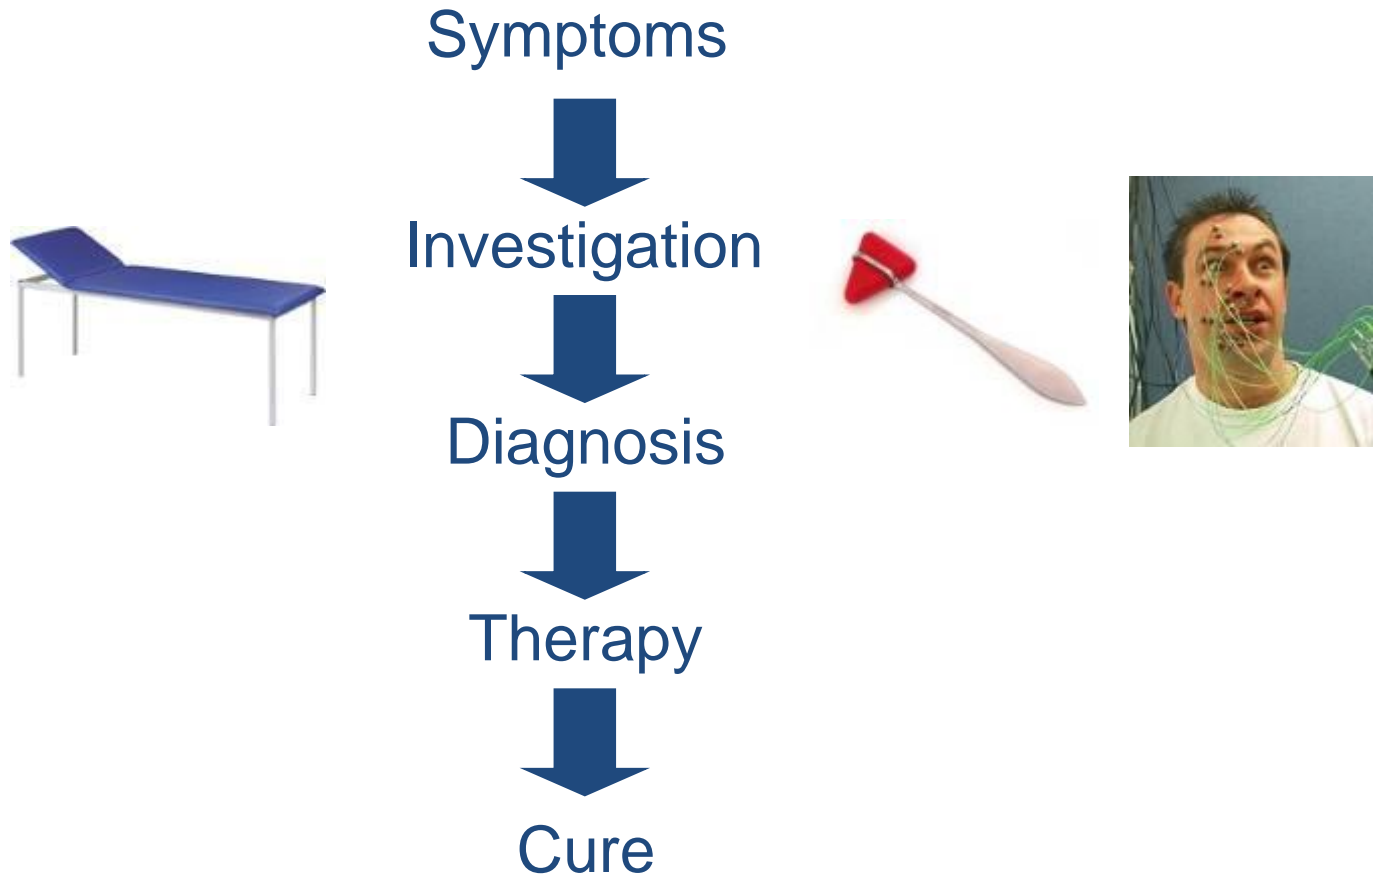 Symptoms
Investigation
Diagnosis
Therapy
Cure